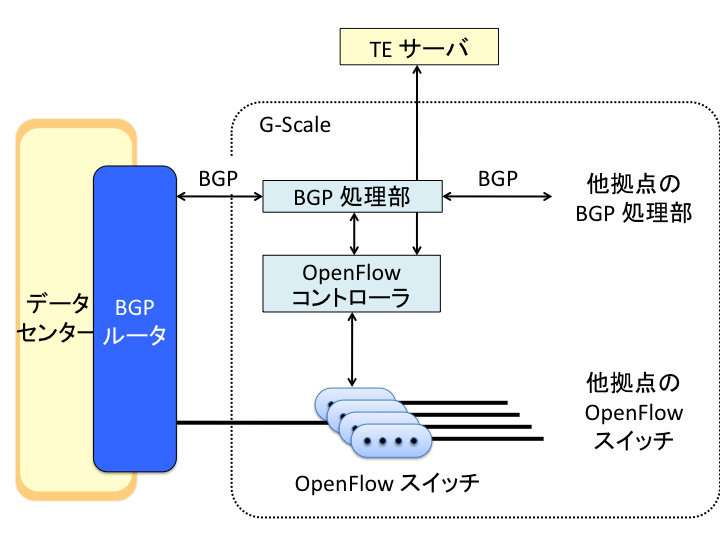 TE サーバ
G-Scale
BGP
BGP 処理部
BGP
他拠点の
BGP 処理部
OpenFlow
コントローラ
データ
センター
BGP
ルータ
他拠点の
OpenFlow
スイッチ
OpenFlow スイッチ